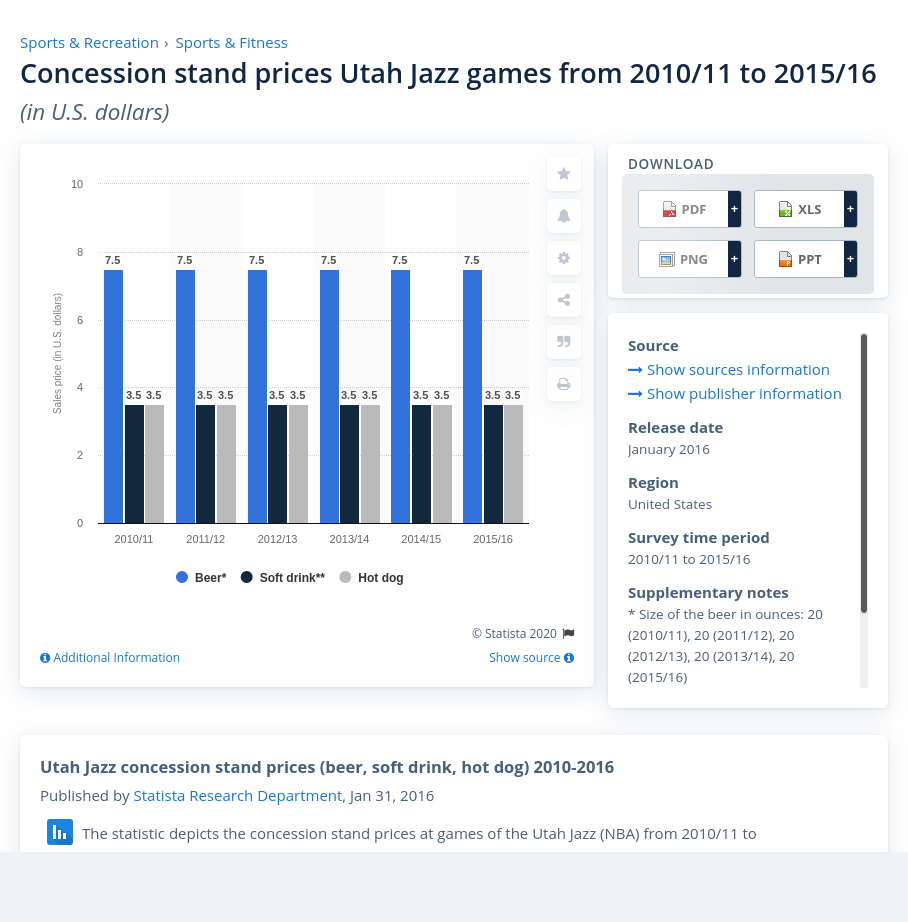 Sports & Recreation › Sports & Fitness
Concession stand prices Utah Jazz games from 2010/11 to 2015/16
(in U.S. dollars)
Sales price (in U.S. dollars)
10
8
6
4
2
0
7.5 3.5 3.5
7.5 3.5 3.5
7.5 3.5 3.5
7.5 3.5 3.5
7.5 3.5 3.5
7.5 3.5 3.5
2010/11 2011/12 2012/13 2013/14 2014/15 2015/16
Beer* Soft drink** Hot dog
© Statista 2020
Additional Information Show source
DOWNLOAD
PDF + XLS +
PNG + PPT +
Source
Show sources information
Show publisher information
Release date
January 2016
Region
United States
Survey time period
2010/11 to 2015/16
Supplementary notes
* Size of the beer in ounces: 20
(2010/11), 20 (2011/12), 20
(2012/13), 20 (2013/14), 20
(2015/16)
Utah Jazz concession stand prices (beer, soft drink, hot dog) 2010-2016
Published by Statista Research Department, Jan 31, 2016
The statistic depicts the concession stand prices at games of the Utah Jazz (NBA) from 2010/11 to